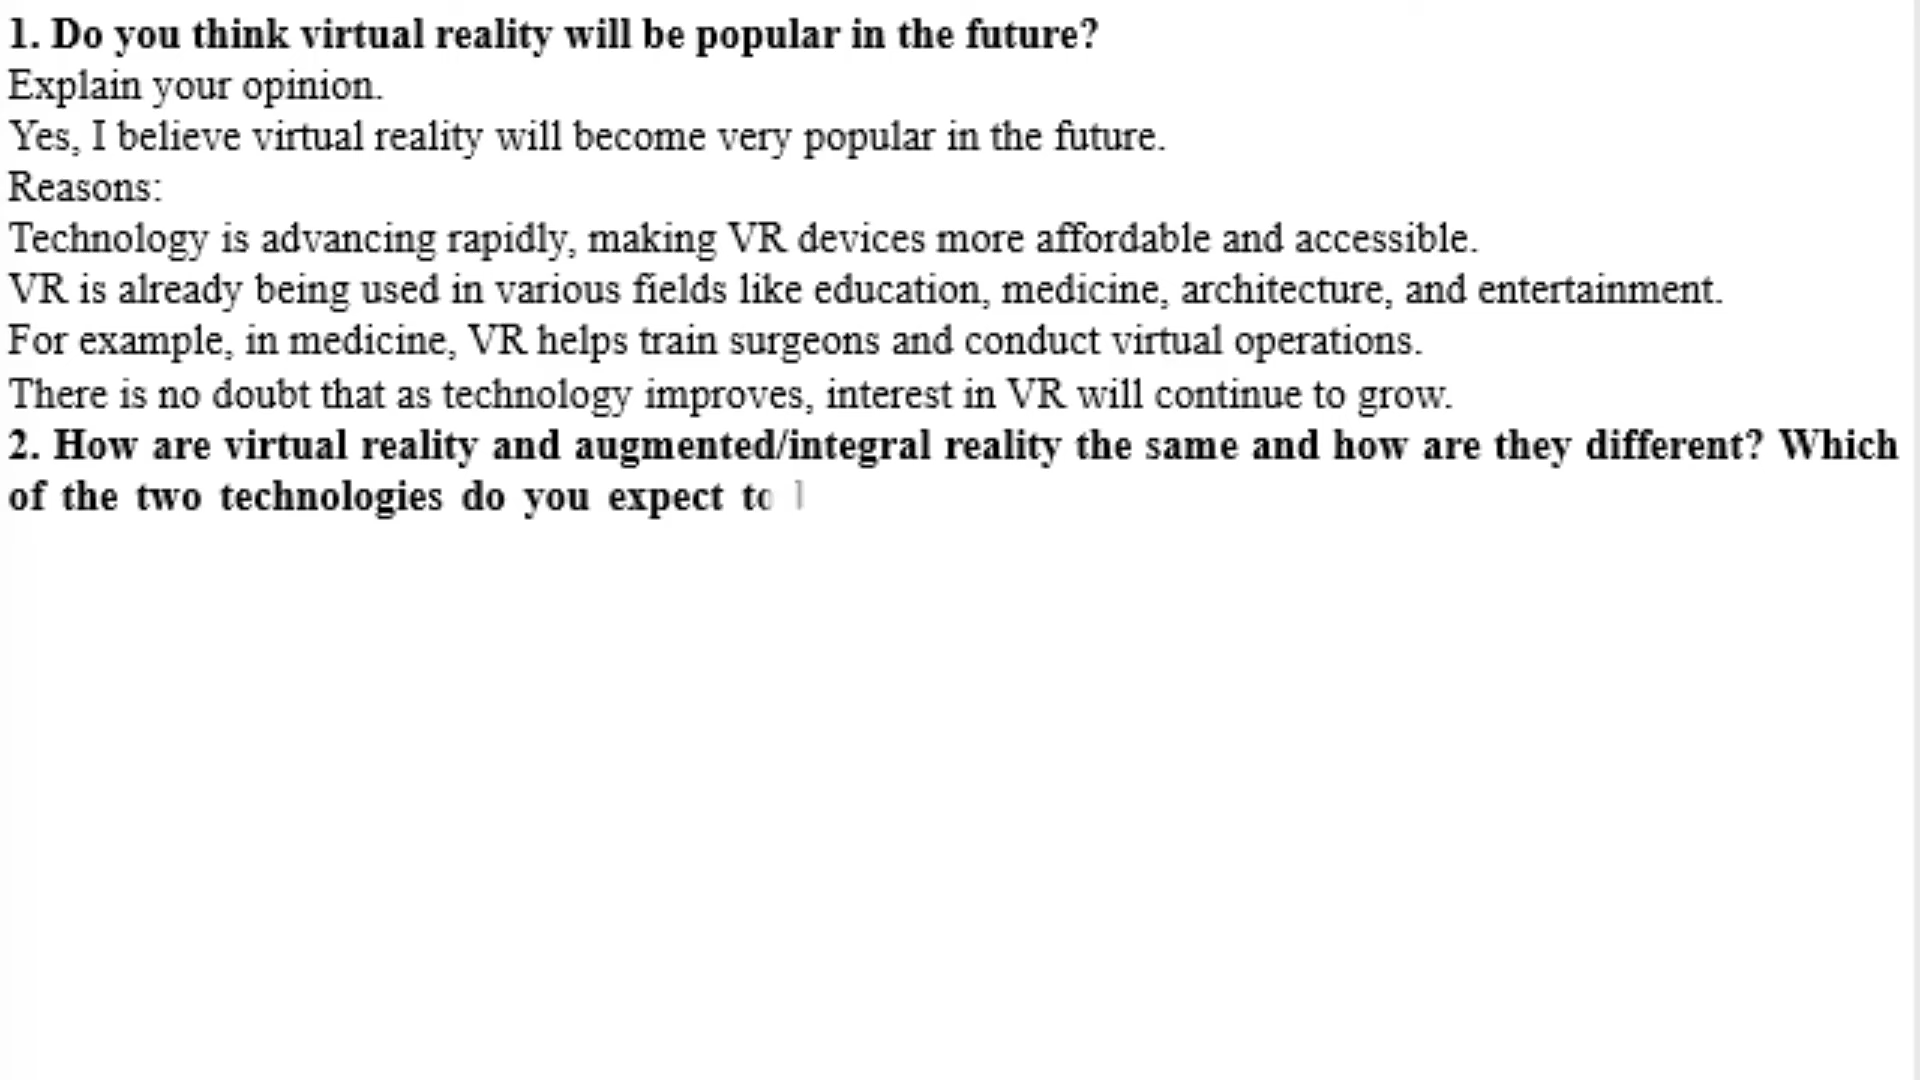 1. Do you think virtual reality will be popular in the future?
Explain your opinion.
Yes, I believe virtual reality will become very popular in the future.
Reasons:
Technology is advancing rapidly, making VR devices more affordable and accessible.
VR is already being used in various fields like education, medicine, architecture, and entertainment.
For example, in medicine, VR helps train surgeons and conduct virtual operations.
There is no doubt that as technology improves, interest in VR will continue to grow.
2. How are virtual reality and augmented/integral reality the same and how are they different? Which
of the two technologies do you expect to